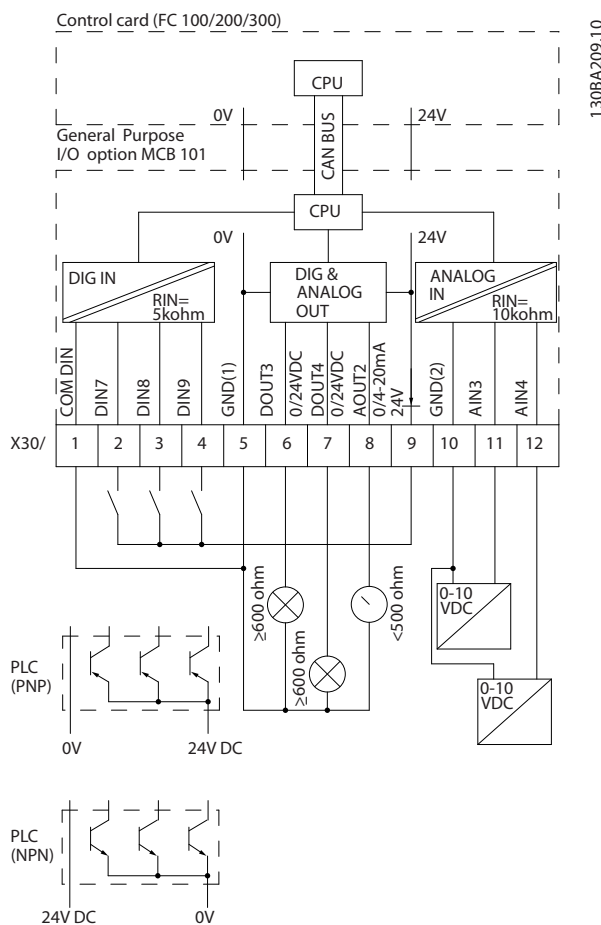 Control card (FC 100/200/300)
130BA209.10
CPU
0V
24V
CAN BUS
General Purpose
I/O option MCB 101
CPU
0V
24V
DIG IN
RIN=
5kohm
DIG &
ANALOG
OUT
ANALOG
IN
RIN=
10kohm
COM DIN
DIN7
DIN8
DIN9
GND(1)
DOUT3
0/24VDC
DOUT4
0/24VDC
AOUT2
0/4-20mA
24V
GND(2)
AIN3
AIN4
X30/ 1 2 3 4 5 6 7 8 9 10 11 12
≥600 ohm
≥600 ohm
<500 ohm
0-10
VDC
0-10
VDC
PLC
(PNP)
0V
24V DC
PLC
(NPN)
24V DC
0V